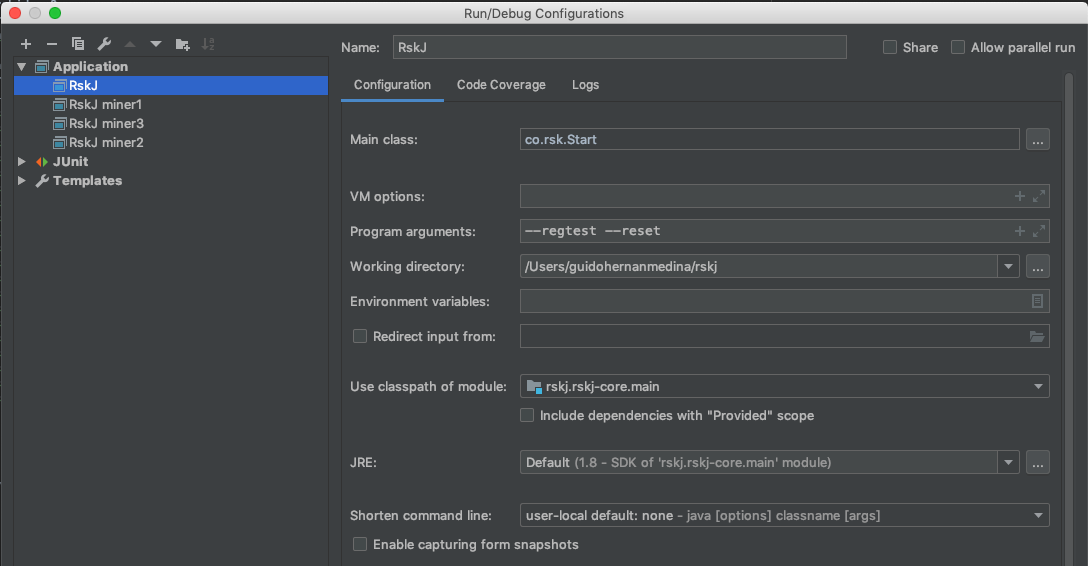 Run/Debug Configurations
Name: RskJ Share Allow parallel run
Application
RskJ
RskJ miner1
RskJ miner3
RskJ miner2
JUnit
Templates
Configuration Code Coverage Logs
Main class: co.rsk.Start ...
VM options:
Program arguments: --regtest --reset
Working directory: /Users/guidohernanmedina/rskj ...
Environment variables:
Redirect input from:
Use classpath of module: rskj.rskj-core.main
Include dependencies with "Provided" scope
JRE: Default (1.8 - SDK of 'rskj.rskj-core.main' module) ...
Shorten command line: user-local default: none - java [options] classname [args]
Enable capturing form snapshots